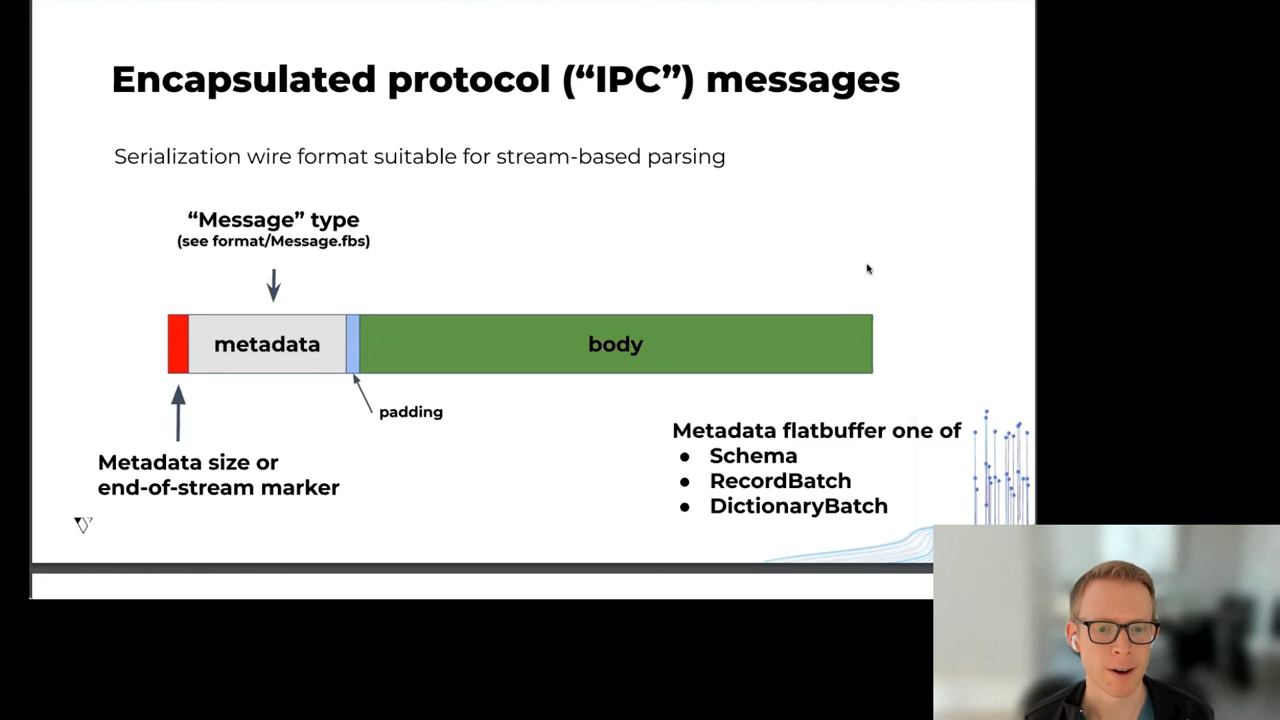 Encapsulated protocol (“IPC”) messages
Serialization wire format suitable for stream-based parsing
“Message” type
(see format/Message.fbs)
metadata
body
padding
Metadata size or
end-of-stream marker
Metadata flatbuffer one of
● Schema
● RecordBatch
● DictionaryBatch